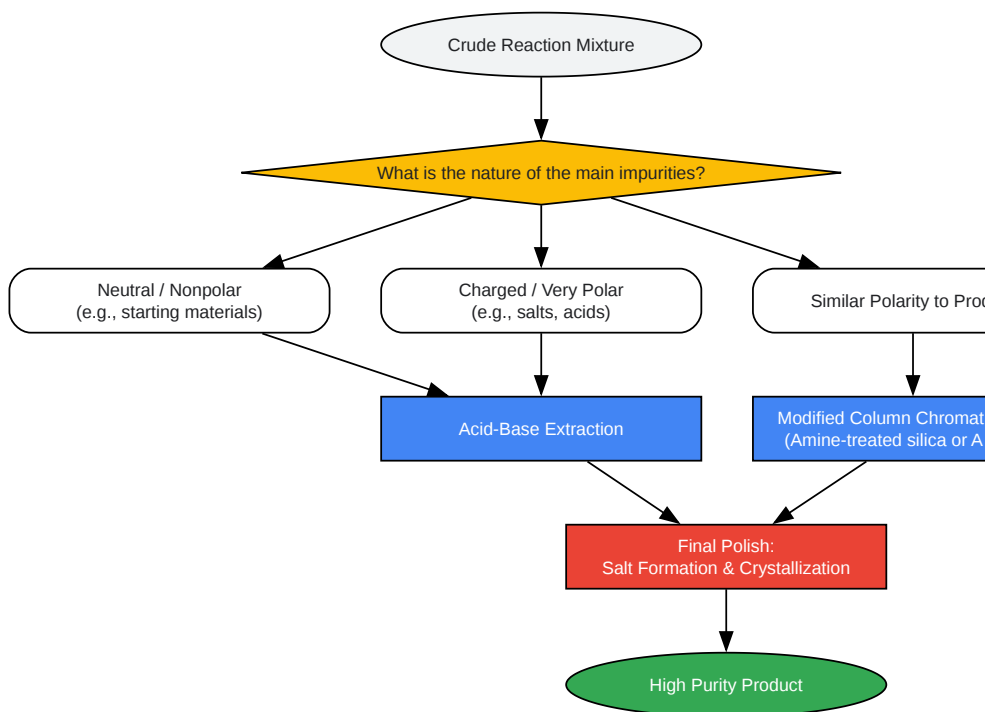 Crude Reaction Mixture
What is the nature of the main impurities?
Neutral / Nonpolar
(e.g., starting materials)
Charged / Very Polar
(e.g., salts, acids)
Similar Polarity to
Acid-Base Extraction
Modified Column
(Amine-treated silica or
Final Polish:
Salt Formation & Crystallization
High Purity Product